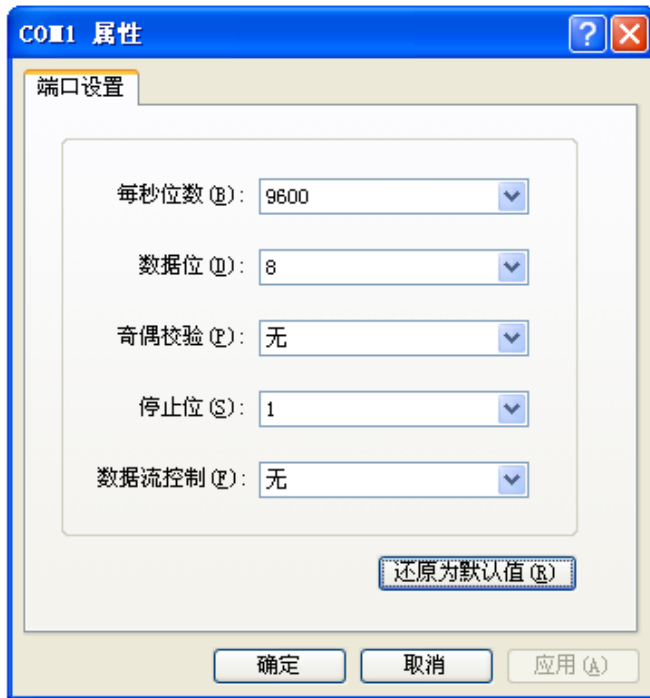 COM1 属性
端口设置
每秒位数(B): 9600
数据位(D): 8
奇偶校验(P): 无
停止位(S): 1
数据流控制(F): 无
还原为默认值(R)
确定 取消 应用(A)